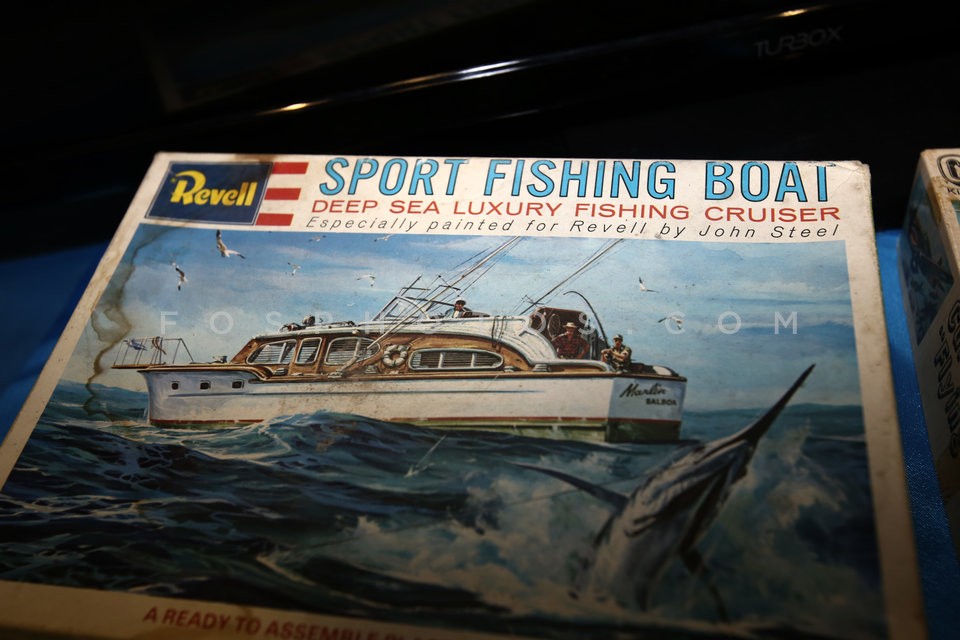 TURBOX
Revell
SPORT FISHING BOAT
DEEP SEA LUXURY FISHING CRUISER
Especially painted for Revell by John Steel
FOSPHOTOS.COM
Marlin
BALBOA
A READY TO ASSEMBLE